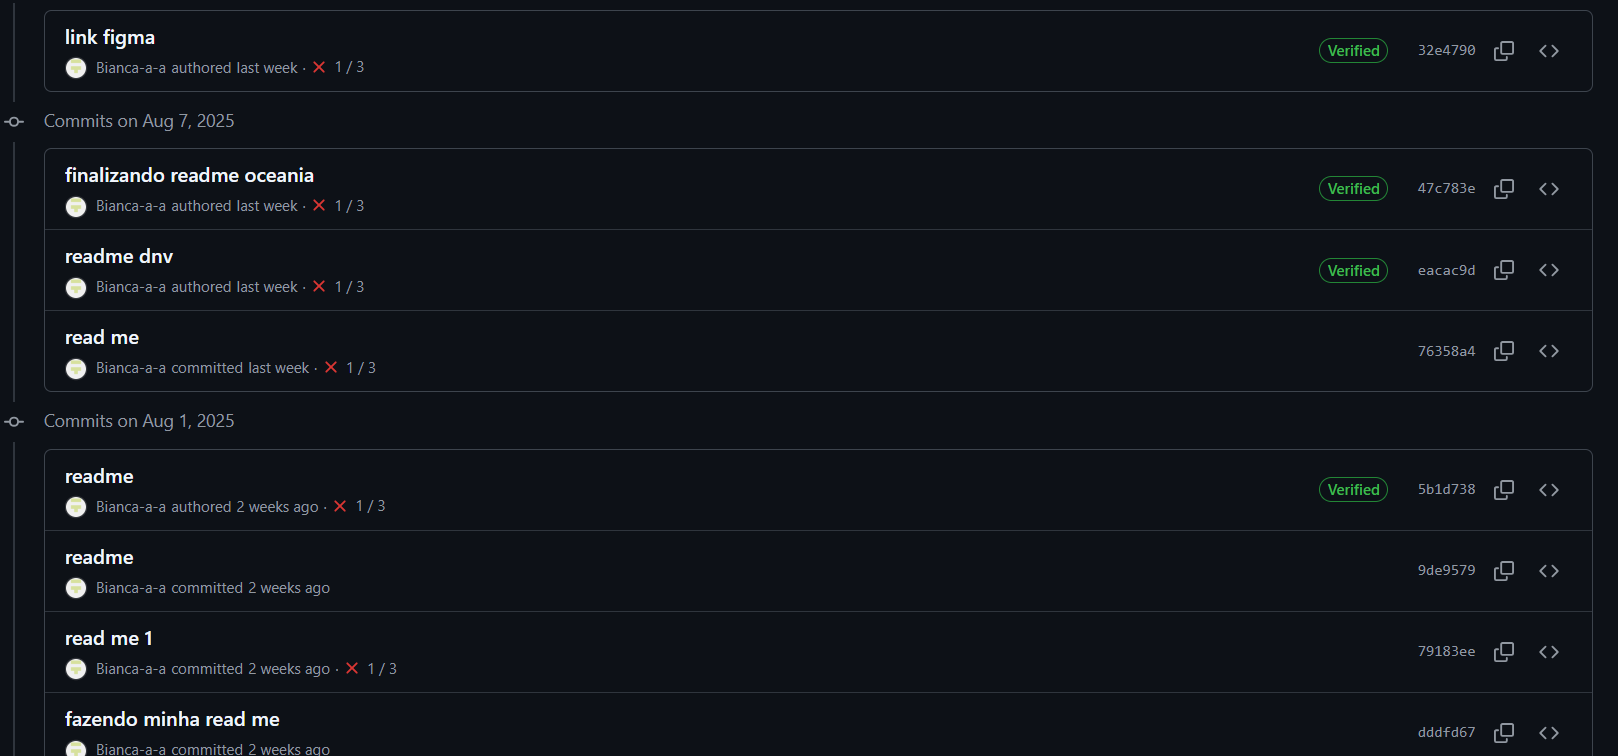 link figma
Verified 32e4790
Bianca-a-a authored last week · 1 / 3
Commits on Aug 7, 2025
finalizando readme oceania
Verified 47c783e
Bianca-a-a authored last week · 1 / 3
readme dnv
Verified eacac9d
Bianca-a-a authored last week · 1 / 3
read me
76358a4
Bianca-a-a committed last week · 1 / 3
Commits on Aug 1, 2025
readme
Verified 5b1d738
Bianca-a-a authored 2 weeks ago · 1 / 3
readme
9de9579
Bianca-a-a committed 2 weeks ago
read me 1
79183ee
Bianca-a-a committed 2 weeks ago · 1 / 3
fazendo minha read me
dddfd67
Bianca-a-a committed 2 weeks ago